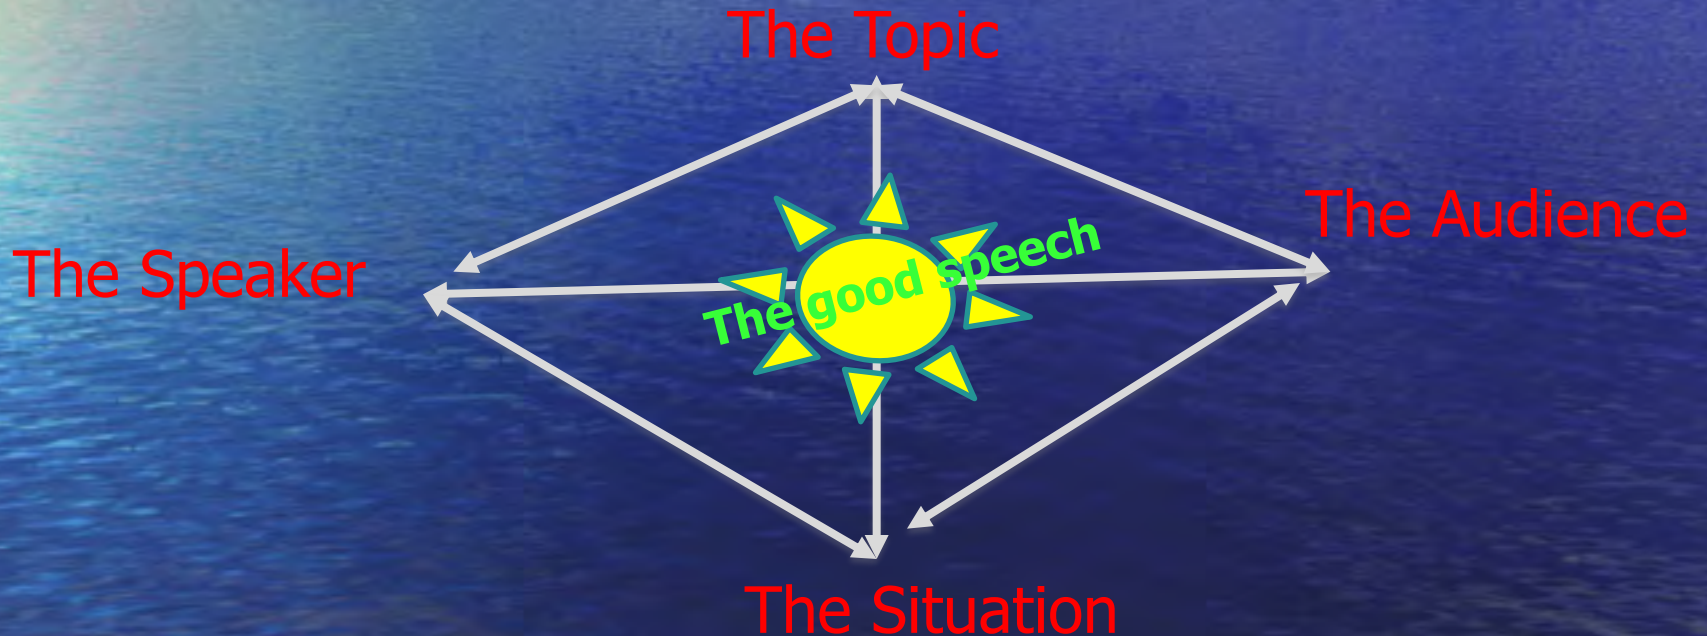 The Topic
The Audience
The Speaker
The good speech
The Situation